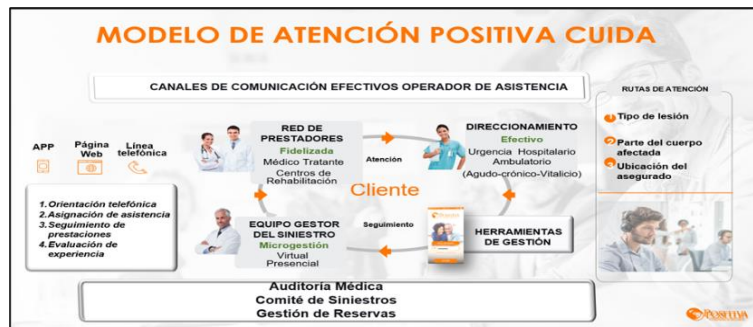 MODELO DE ATENCIÓN POSITIVA CUIDA
CANALES DE COMUNICACIÓN EFECTIVOS OPERADOR DE ASISTENCIA
APP
Página
Web
Línea
telefónica
1. Orientación telefónica
2. Asignación de asistencia
3. Seguimiento de
prestaciones
4. Evaluación de
experiencia
RED DE
PRESTADORES
Fidelizada
Médico Tratante
Centros de
Rehabilitación
Atención
DIRECCIONAMIENTO
Efectivo
Urgencia Hospitalario
Ambulatorio
(Agudo-crónico-Vitalicio)
Cliente
EQUIPO GESTOR
DEL SINIESTRO
Microgestión
Virtual
Presencial
Seguimiento
HERRAMIENTAS
DE GESTIÓN
RUTAS DE ATENCIÓN
1 Tipo de lesión
2 Parte del cuerpo
afectada
3 Ubicación del
asegurado
Auditoría Médica
Comité de Siniestros
Gestión de Reservas
POSITIVA